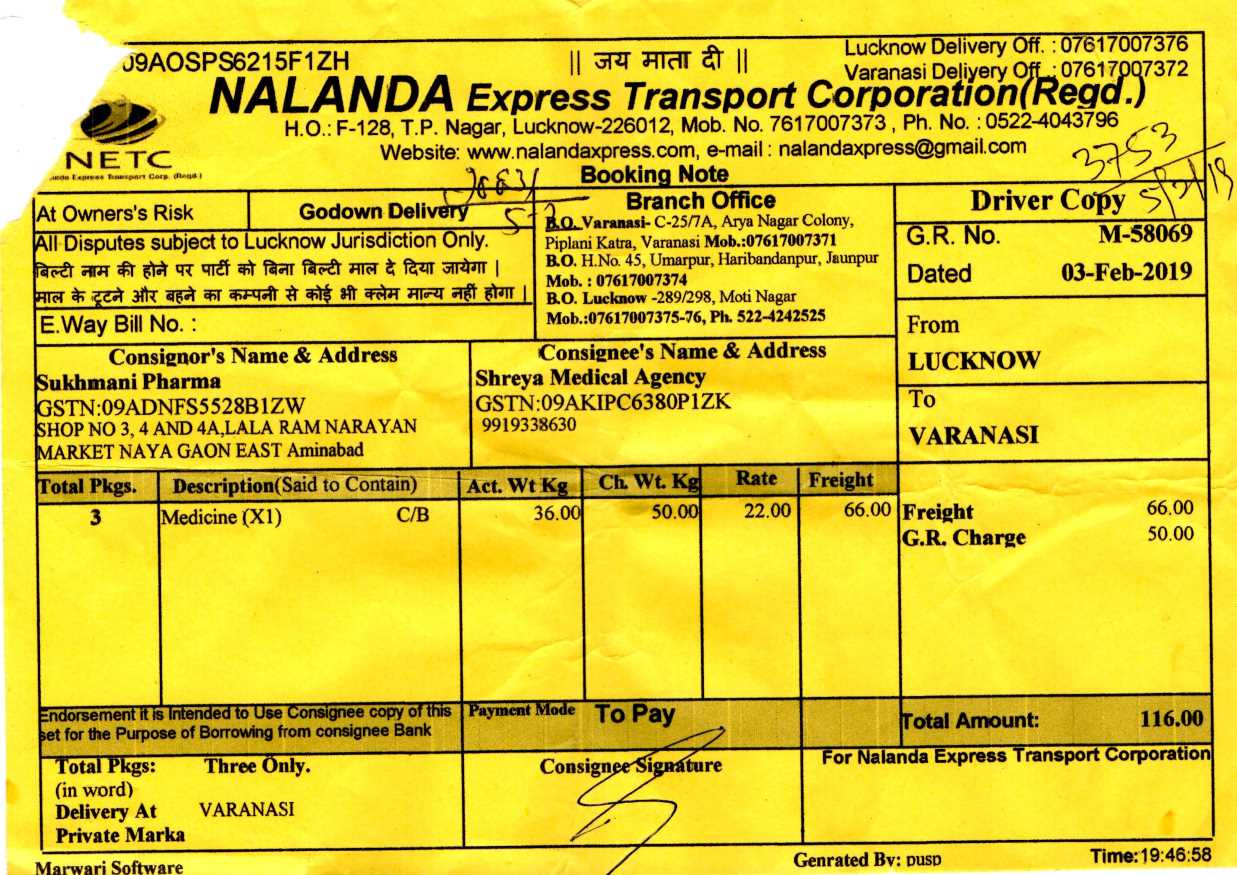 09AOSPS6215F1ZH
|| जय माता दी ||
Lucknow Delivery Off. : 07617007376
Varanasi Delivery Off. : 07617007372
NALANDA Express Transport Corporation(Regd.)
H.O.: F-128, T.P. Nagar, Lucknow-226012, Mob. No. 7617007373 , Ph. No. : 0522-4043796
Website: www.nalandaxpress.com, e-mail : nalandaxpress@gmail.com
NETC
Express Transport Corp. (Regd.)
Booking Note
3753
At Owners's Risk
Godown Delivery
All Disputes subject to Lucknow Jurisdiction Only.
बिल्टी नाम की होने पर पार्टी को बिना बिल्टी माल दे दिया जायेगा |
माल के टूटने और बहने का कम्पनी से कोई भी क्लेम मान्य नहीं होगा |
E.Way Bill No. :
Branch Office
B.O. Varanasi- C-25/7A, Arya Nagar Colony,
Piplani Katra, Varanasi Mob.:07617007371
B.O. H.No. 45, Umarpur, Haribandanpur, Jaunpur
Mob. : 07617007374
B.O. Lucknow -289/298, Moti Nagar
Mob.:07617007375-76, Ph. 522-4242525
Driver Copy
G.R. No. M-58069
Dated 03-Feb-2019
From
LUCKNOW
To
VARANASI
Consignor's Name & Address
Sukhmani Pharma
GSTN:09ADNFS5528B1ZW
SHOP NO 3, 4 AND 4A,LALA RAM NARAYAN
MARKET NAYA GAON EAST Aminabad
Consignee's Name & Address
Shreya Medical Agency
GSTN:09AKIPC6380P1ZK
9919338630
Total Pkgs. Description(Said to Contain) Act. Wt Kg Ch. Wt. Kg Rate Freight
3 Medicine (X1) C/B 36.00 50.00 22.00 66.00
Freight 66.00
G.R. Charge 50.00
Endorsement it is Intended to Use Consignee copy of this
set for the Purpose of Borrowing from consignee Bank
Payment Mode To Pay
Total Amount: 116.00
Total Pkgs: Three Only.
(in word)
Delivery At VARANASI
Private Marka
Consignee Signature
For Nalanda Express Transport Corporation
Marwari Software
Genrated By: pusp
Time:19:46:58